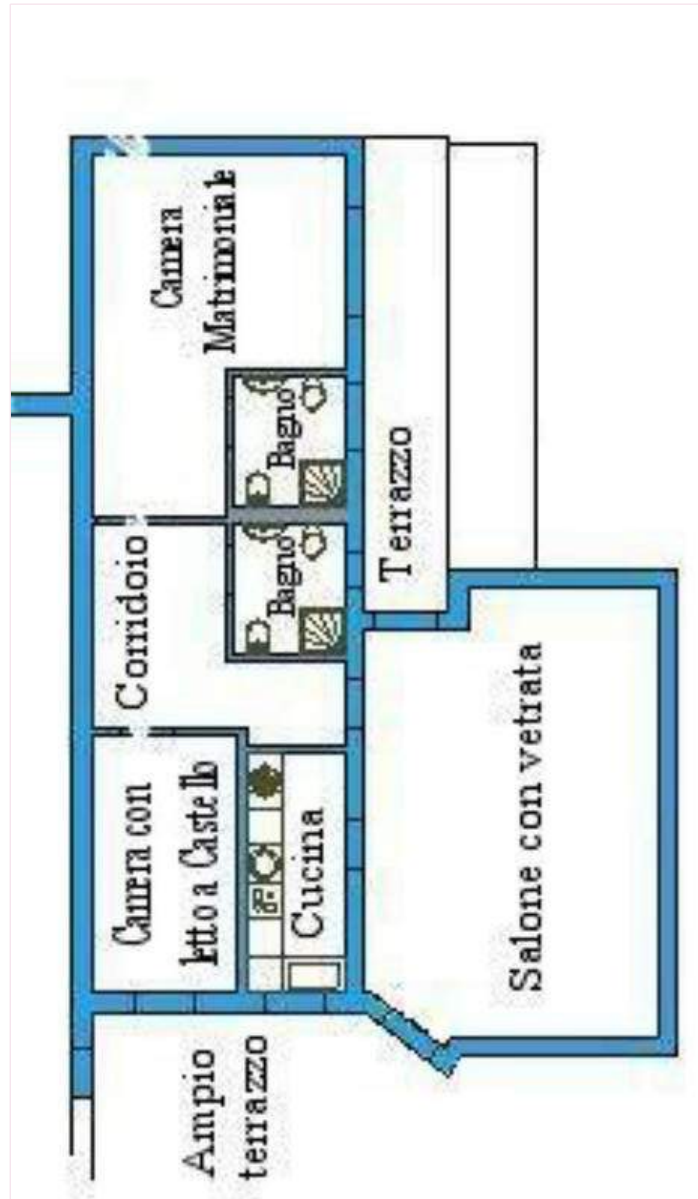 Camera
Matrimoniale
Bagno
Bagno
Terrazzo
Corridoio
Camera con
letto a Castello
Cucina
Salone con vetrata
Ampio
terrazzo